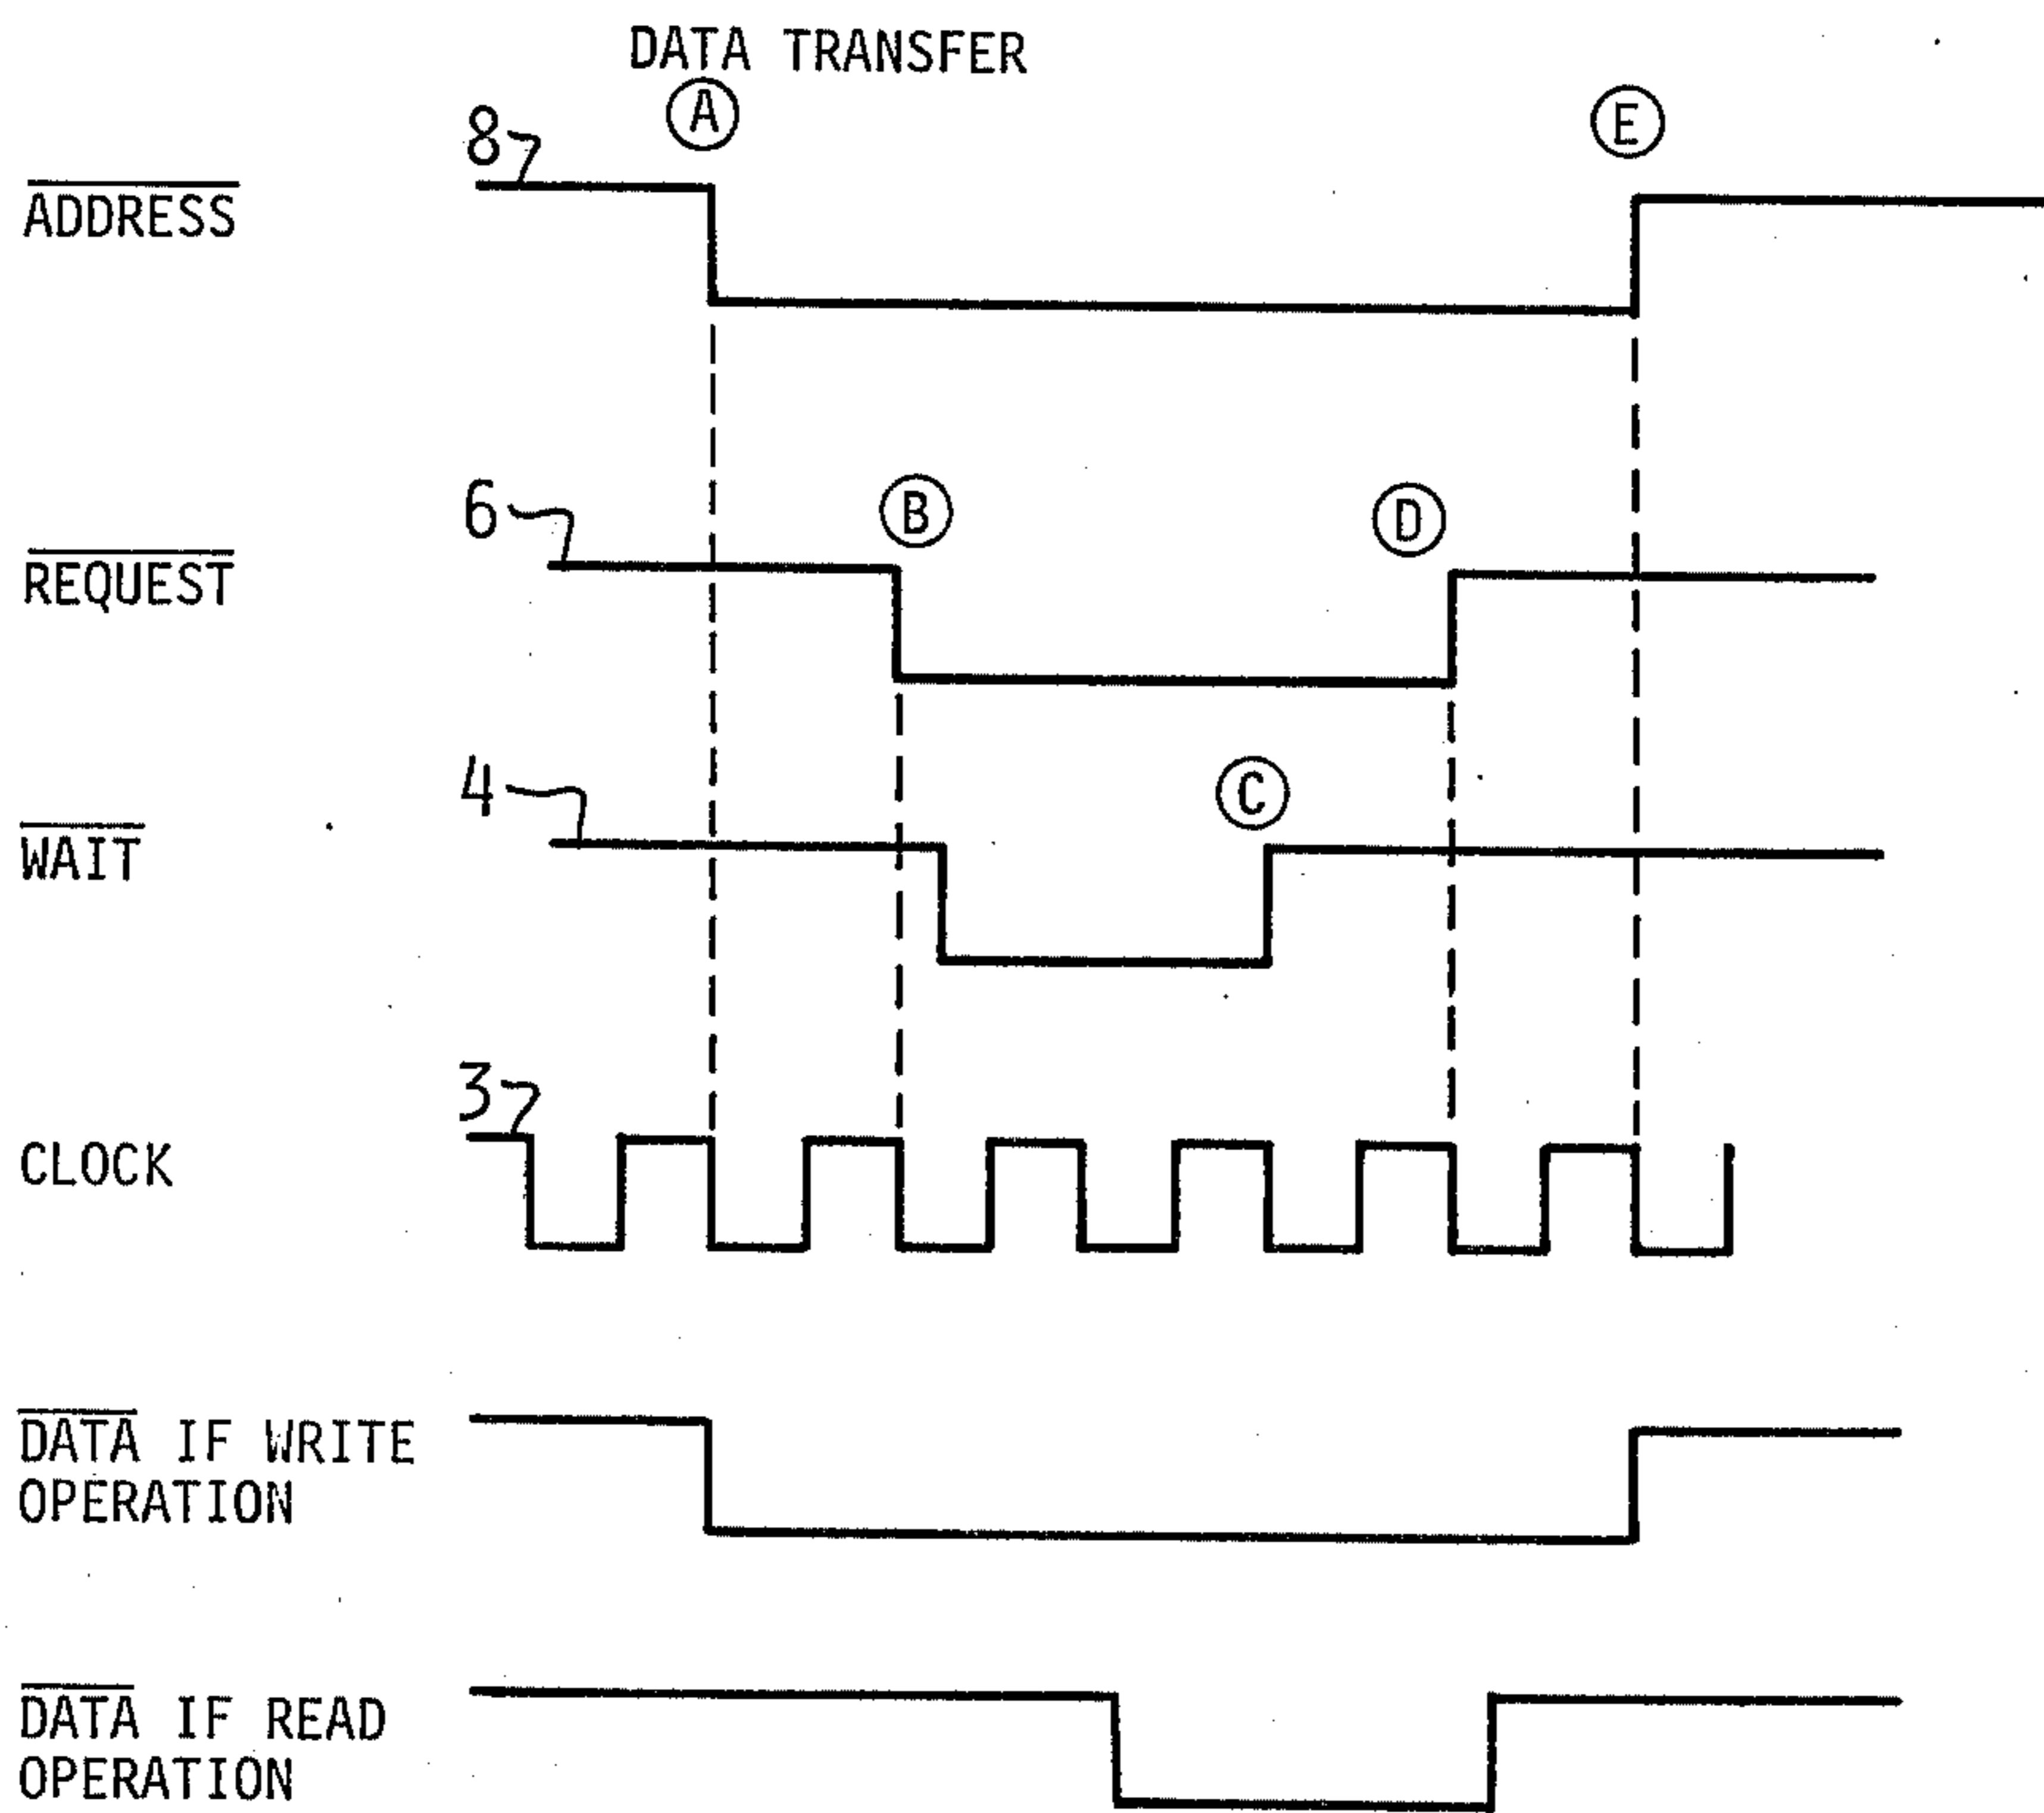 DATA TRANSFER
A
E
8
ADDRESS
B
D
6
REQUEST
C
4
WAIT
3
CLOCK
DATA IF WRITE
OPERATION
DATA IF READ
OPERATION